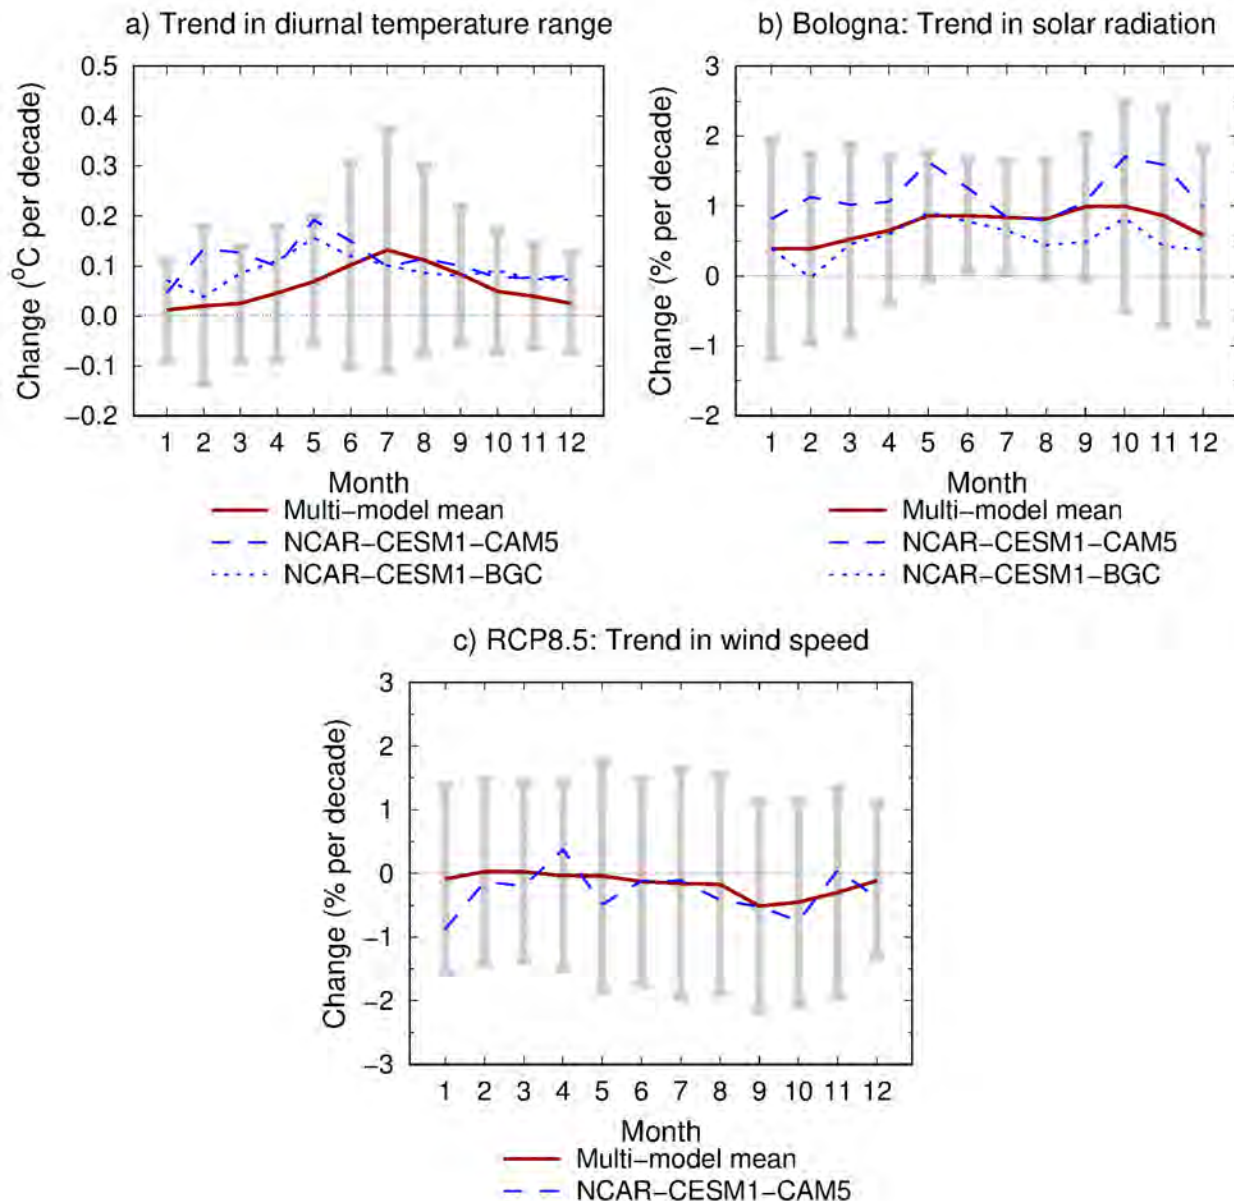 a) Trend in diurnal temperature range
Change (°C per decade)
0.5
0.4
0.3
0.2
0.1
0.0
−0.1
−0.2
1 2 3 4 5 6 7 8 9 10 11 12
Month
Multi−model mean
NCAR−CESM1−CAM5
NCAR−CESM1−BGC
b) Bologna: Trend in solar radiation
Change (% per decade)
3
2
1
0
−1
−2
1 2 3 4 5 6 7 8 9 10 11 12
Month
Multi−model mean
NCAR−CESM1−CAM5
NCAR−CESM1−BGC
c) RCP8.5: Trend in wind speed
Change (% per decade)
3
2
1
0
−1
−2
−3
1 2 3 4 5 6 7 8 9 10 11 12
Month
Multi−model mean
NCAR−CESM1−CAM5